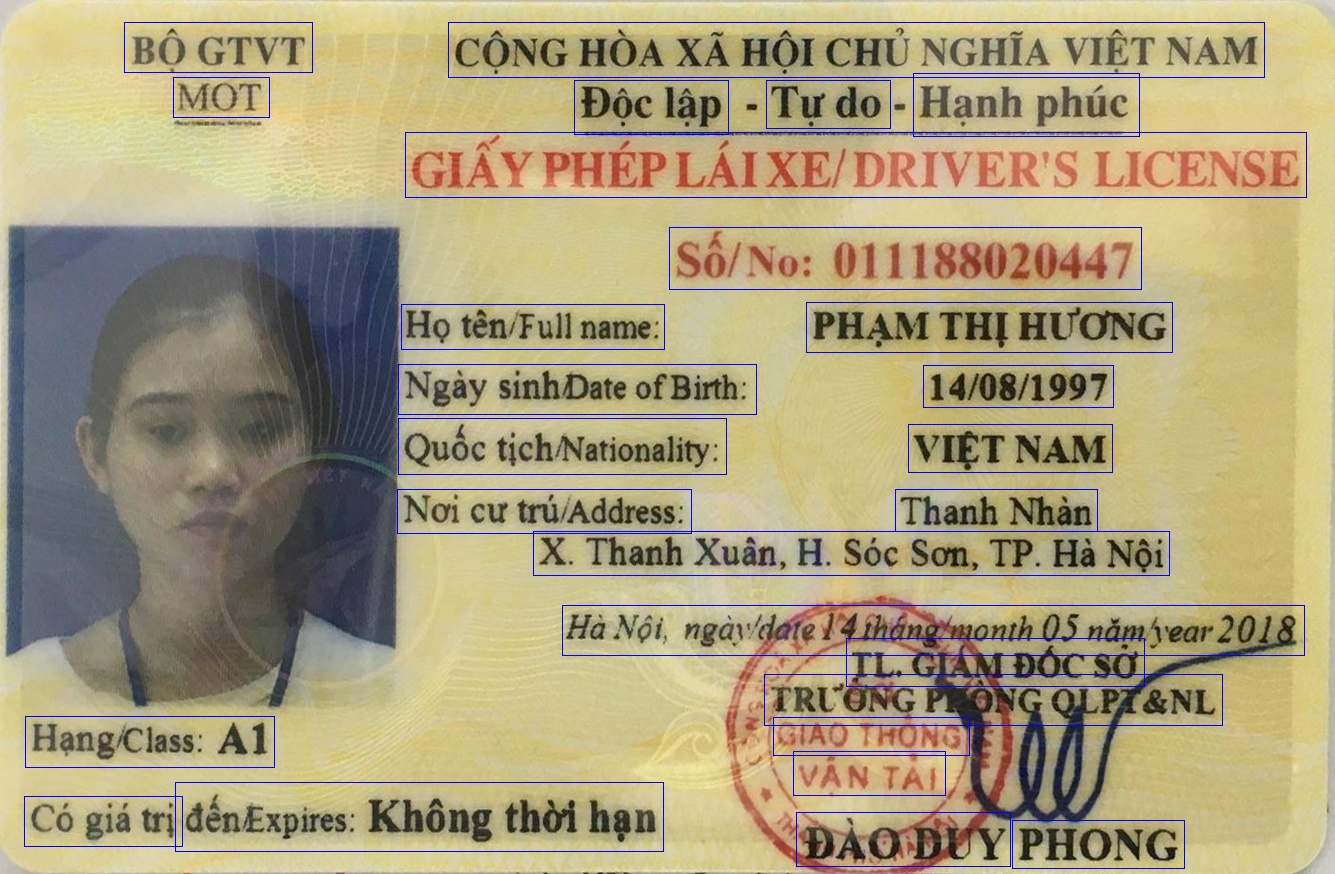 BỘ GTVT
MOT
CỘNG HÒA XÃ HỘI CHỦ NGHĨA VIỆT NAM
Độc lập - Tự do - Hạnh phúc
GIẤY PHÉP LÁI XE/ DRIVER'S LICENSE
Số/No: 011188020447
Họ tên/Full name: PHẠM THỊ HƯƠNG
Ngày sinh/Date of Birth: 14/08/1997
Quốc tịch/Nationality: VIỆT NAM
Nơi cư trú/Address: Thanh Nhàn
X. Thanh Xuân, H. Sóc Sơn, TP. Hà Nội
Hà Nội, ngày/date 14 tháng/month 05 năm/year 2018
TL. GIÁM ĐỐC SỞ
TRƯỞNG PHÒNG QLPT&NL
GIAO THÔNG
VẬN TẢI
ĐÀO DUY PHONG
Hạng/Class: A1
Có giá trị đến/Expires: Không thời hạn